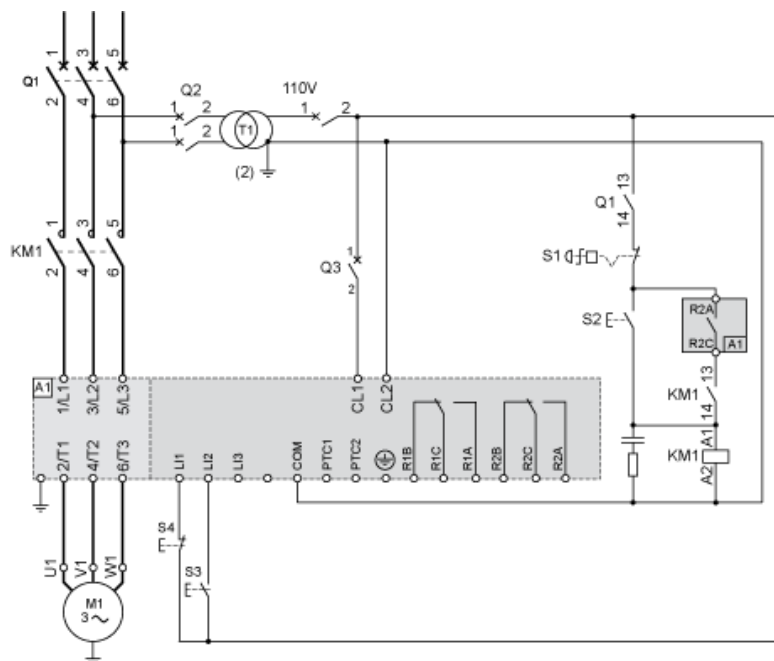 1 3 5
Q1
2 4 6
Q2
1 2
1 2
T1
(2)
110V
1 2
13
Q1
14
S1
1 3 5
KM1
2 4 6
1
Q3
2
S2
R2A
R2C
A1
13
KM1
14
A1
KM1
A2
A1
1/L1 3/L2 5/L3
CL1 CL2
2/T1 4/T2 6/T3
LI1 LI2 LI3 COM PTC1 PTC2 R1B R1C R1A R2B R2C R2A
S4
S3
U1 V1 W1
M1
3~